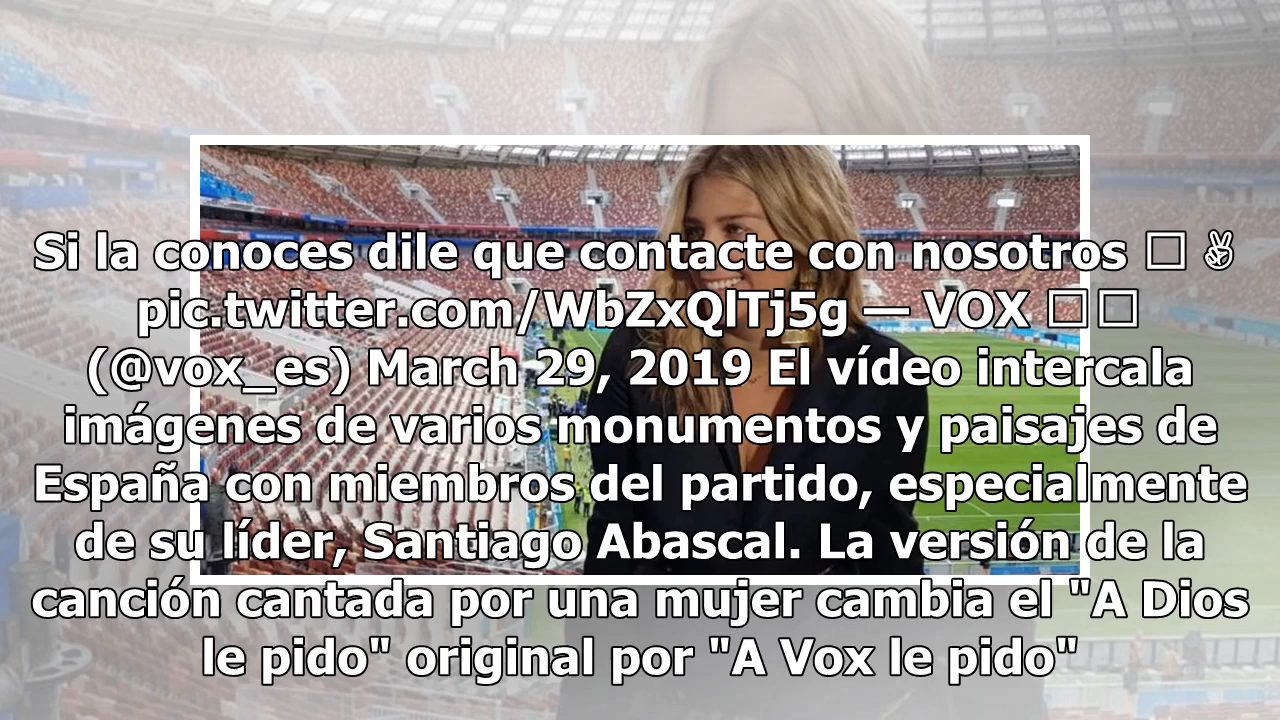 Si la conoces dile que contacte con nosotros □ ✌
pic.twitter.com/WbZxQlTj5g — VOX □□
(@vox_es) March 29, 2019 El vídeo intercala
imágenes de varios monumentos y paisajes de
España con miembros del partido, especialmente
de su líder, Santiago Abascal. La versión de la
canción cantada por una mujer cambia el "A Dios
le pido" original por "A Vox le pido"